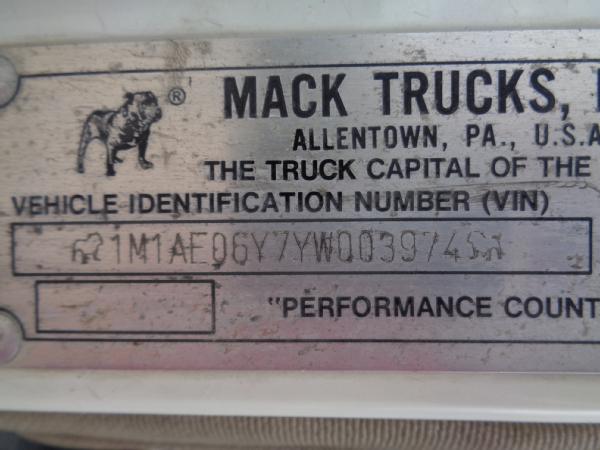 ®
MACK TRUCKS,
ALLENTOWN, PA., U.S.A
THE TRUCK CAPITAL OF THE
VEHICLE IDENTIFICATION NUMBER (VIN)
1M1AE06Y7YW003974
"PERFORMANCE COUNT